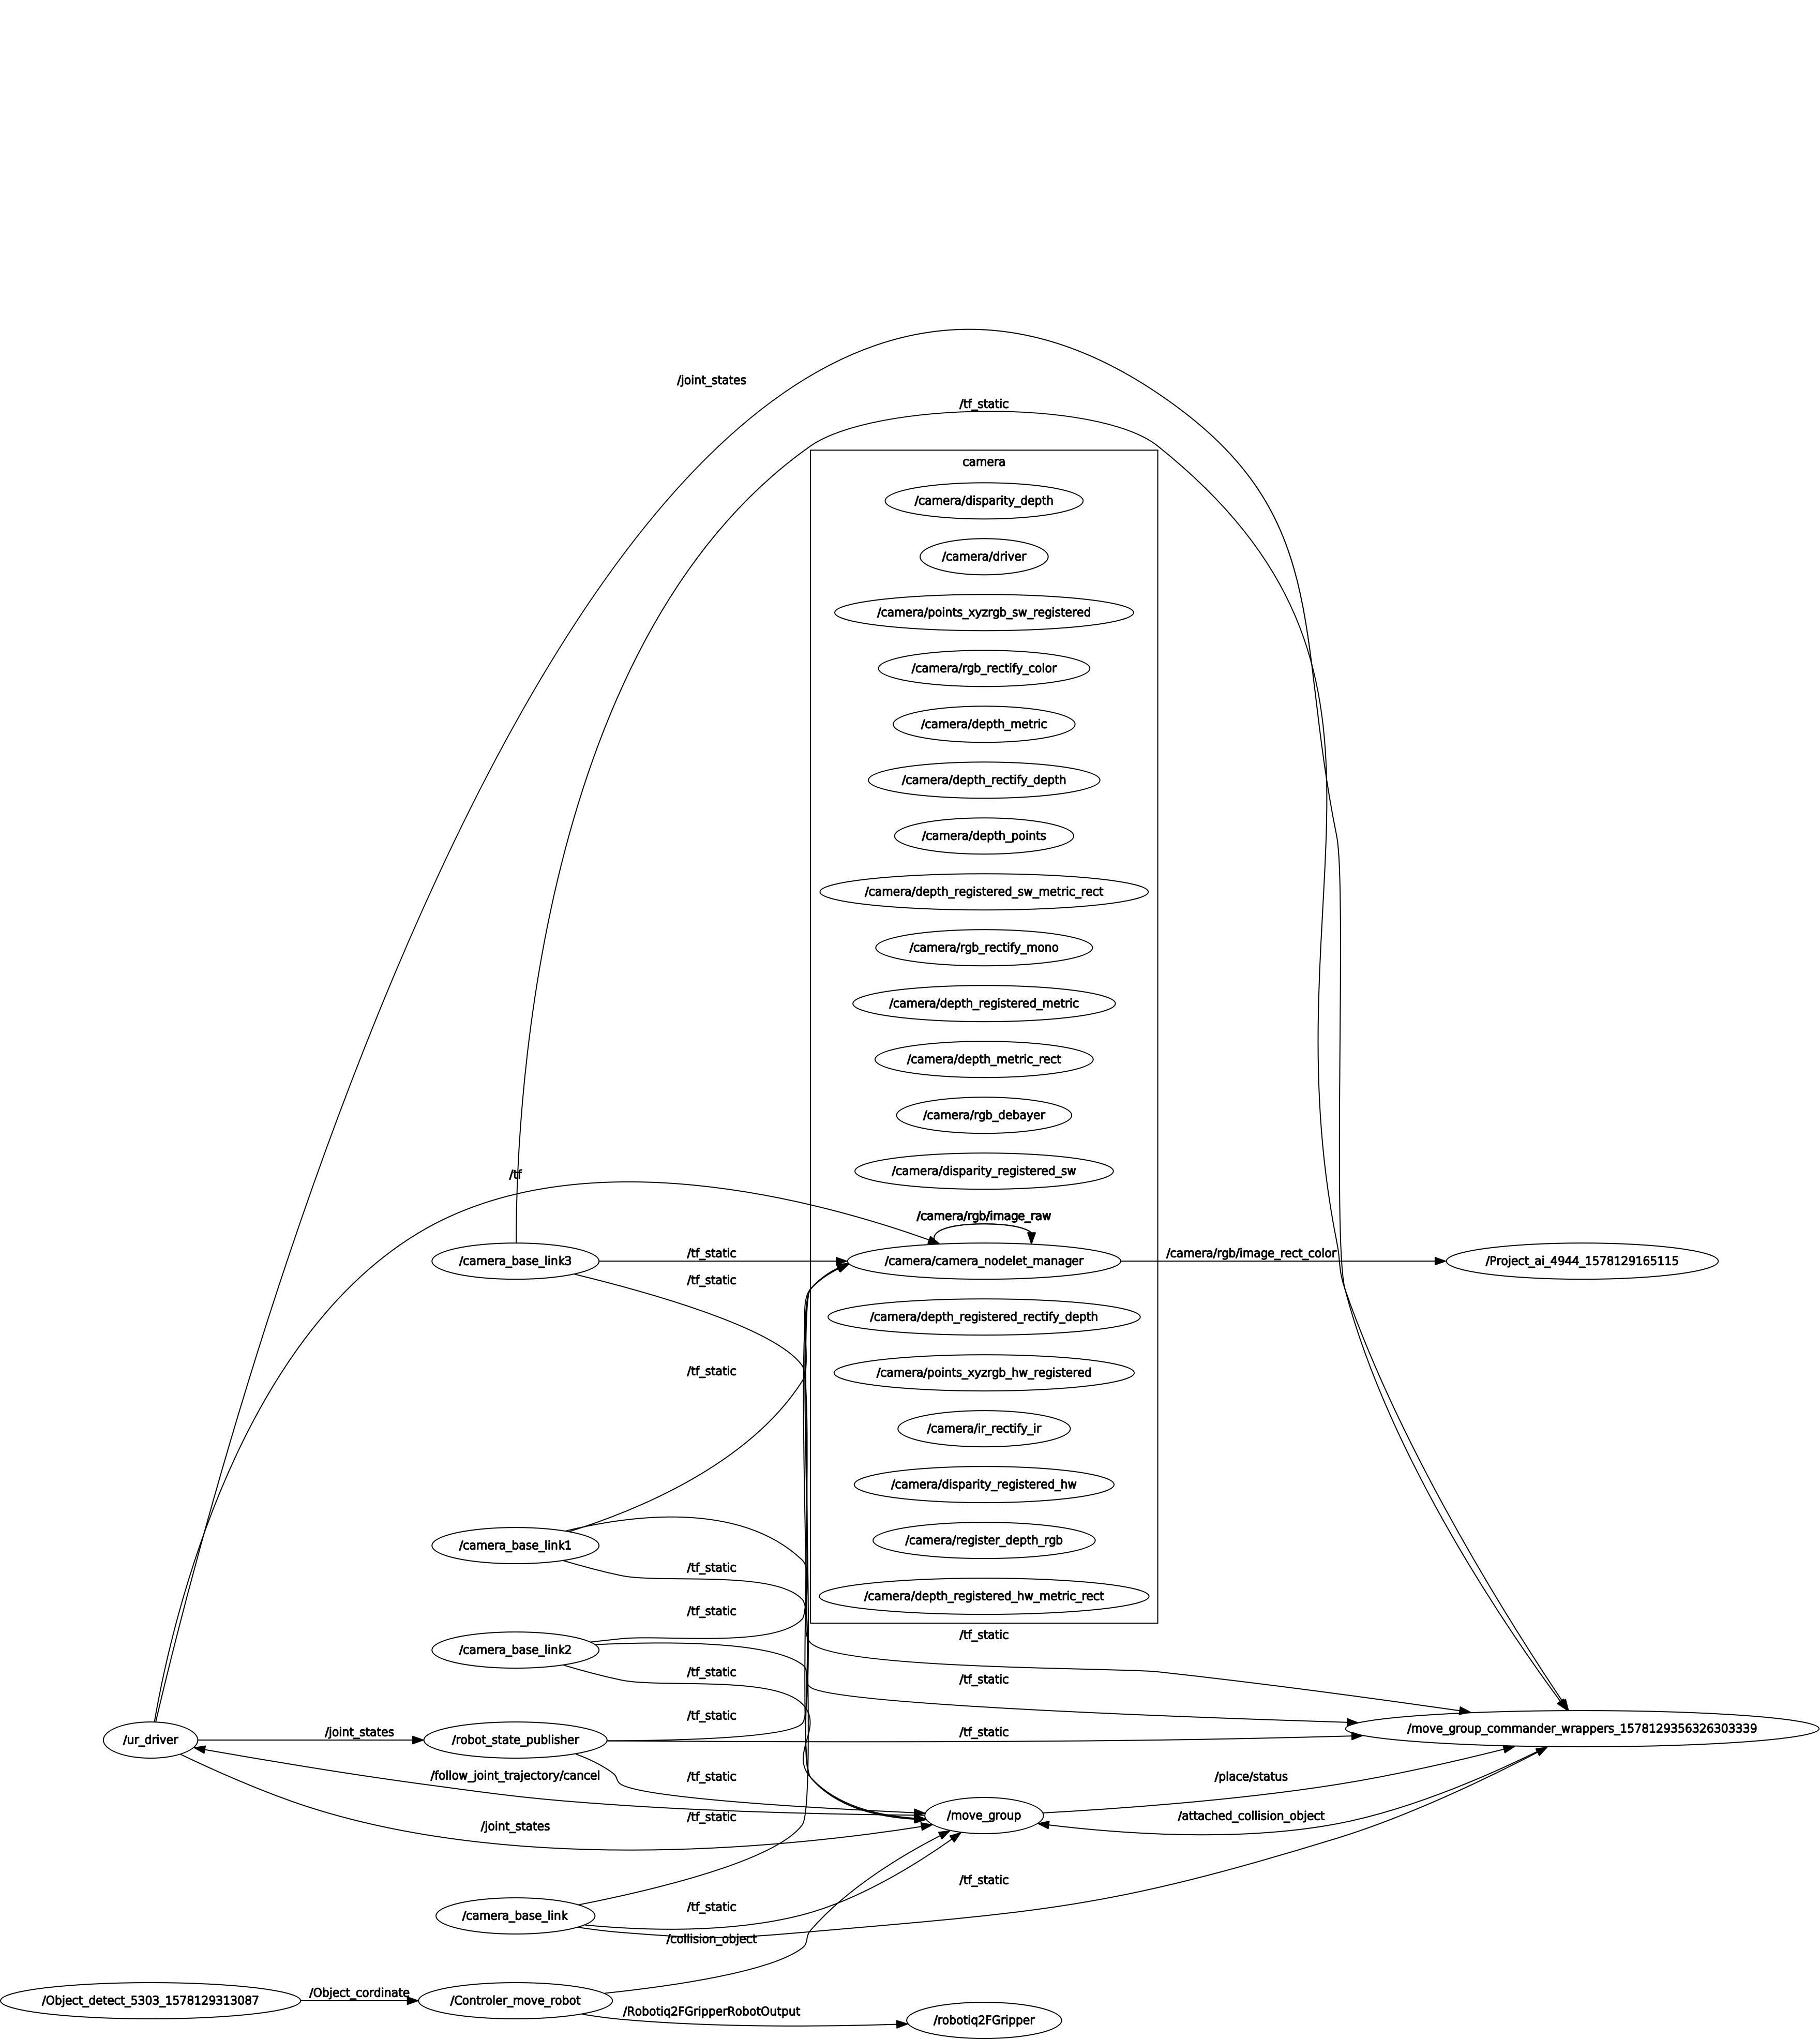 /joint_states
/tf_static
camera
/camera/disparity_depth
/camera/driver
/camera/points_xyzrgb_sw_registered
/camera/rgb_rectify_color
/camera/depth_metric
/camera/depth_rectify_depth
/camera/depth_points
/camera/depth_registered_sw_metric_rect
/camera/rgb_rectify_mono
/camera/depth_registered_metric
/camera/depth_metric_rect
/camera/rgb_debayer
/camera/disparity_registered_sw
/tf
/camera/rgb/image_raw
/camera_base_link3
/tf_static
/camera/camera_nodelet_manager
/camera/rgb/image_rect_color
/Project_ai_4944_1578129165115
/tf_static
/camera/depth_registered_rectify_depth
/tf_static
/camera/points_xyzrgb_hw_registered
/camera/ir_rectify_ir
/camera/disparity_registered_hw
/camera_base_link1
/camera/register_depth_rgb
/tf_static
/camera/depth_registered_hw_metric_rect
/tf_static
/tf_static
/camera_base_link2
/tf_static
/tf_static
/tf_static
/ur_driver
/joint_states
/robot_state_publisher
/tf_static
/move_group_commander_wrappers_1578129356326303339
/follow_joint_trajectory/cancel
/tf_static
/place/status
/joint_states
/tf_static
/move_group
/attached_collision_object
/tf_static
/camera_base_link
/tf_static
/collision_object
/Object_detect_5303_1578129313087
/Object_cordinate
/Controler_move_robot
/Robotiq2FGripperRobotOutput
/robotiq2FGripper